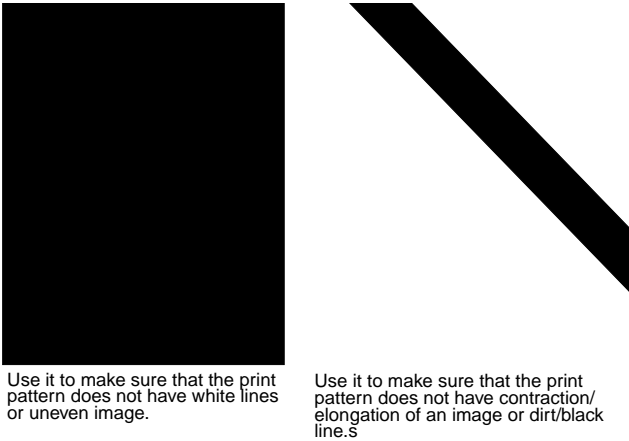 Use it to make sure that the print
pattern does not have white lines
or uneven image.
Use it to make sure that the print
pattern does not have contraction/
elongation of an image or dirt/black
line.s